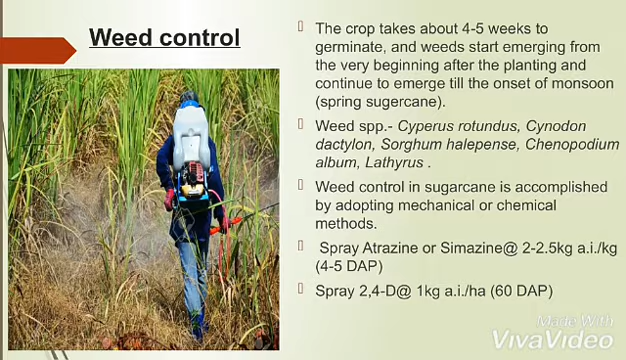 Weed control
The crop takes about 4-5 weeks to
germinate, and weeds start emerging from
the very beginning after the planting and
continue to emerge till the onset of monsoon
(spring sugercane).
Weed spp.- Cyperus rotundus, Cynodon
dactylon, Sorghum halepense, Chenopodium
album, Lathyrus .
Weed control in sugarcane is accomplished
by adopting mechanical or chemical
methods.
Spray Atrazine or Simazine@ 2-2.5kg a.i./kg
(4-5 DAP)
Spray 2,4-D@ 1kg a.i./ha (60 DAP)
Made With
VivaVideo